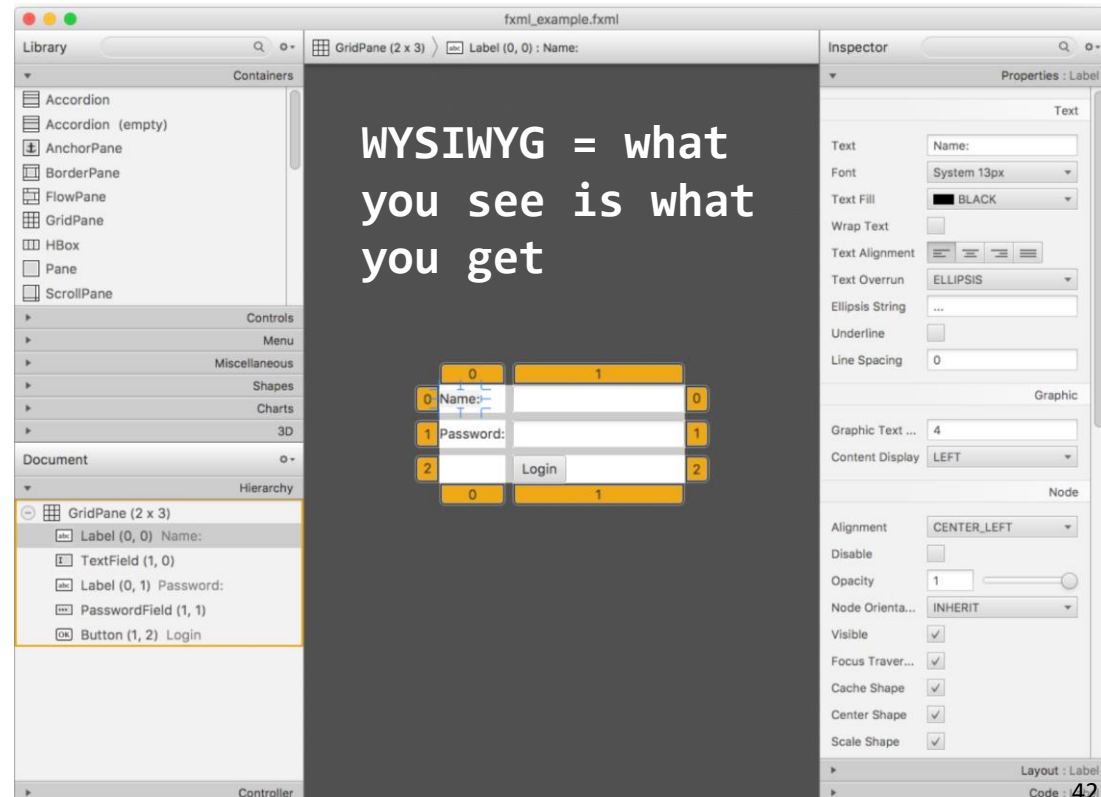 fxml_example.fxml
Library
GridPane (2 x 3) Label (0, 0) : Name:
Inspector
Containers
Accordion
Accordion (empty)
AnchorPane
BorderPane
FlowPane
GridPane
HBox
Pane
ScrollPane
Controls
Menu
Miscellaneous
Shapes
Charts
3D
Document
Hierarchy
GridPane (2 x 3)
abc Label (0, 0) Name:
TextField (1, 0)
abc Label (0, 1) Password:
PasswordField (1, 1)
OK Button (1, 2) Login
Controller
WYSIWYG = what
you see is what
you get
0 1
0 Name: 0
1 Password: 1
2 Login 2
0 1
Properties : Label
Text
Text Name:
Font System 13px
Text Fill BLACK
Wrap Text
Text Alignment
Text Overrun ELLIPSIS
Ellipsis String ...
Underline
Line Spacing 0
Graphic
Graphic Text ... 4
Content Display LEFT
Node
Alignment CENTER_LEFT
Disable
Opacity 1
Node Orienta... INHERIT
Visible
Focus Traver...
Cache Shape
Center Shape
Scale Shape
Layout : Label
Code :
42